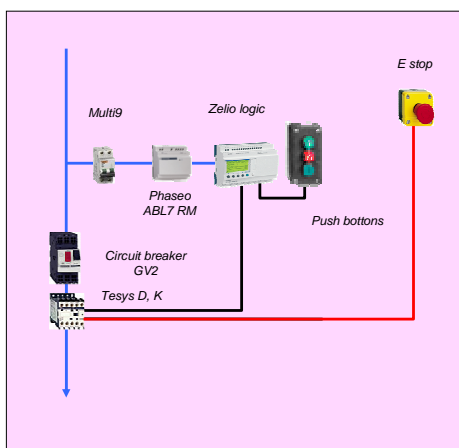 E stop
Multi9
Zelio logic
Phaseo
ABL7 RM
Push bottons
Circuit breaker
GV2
Tesys D, K